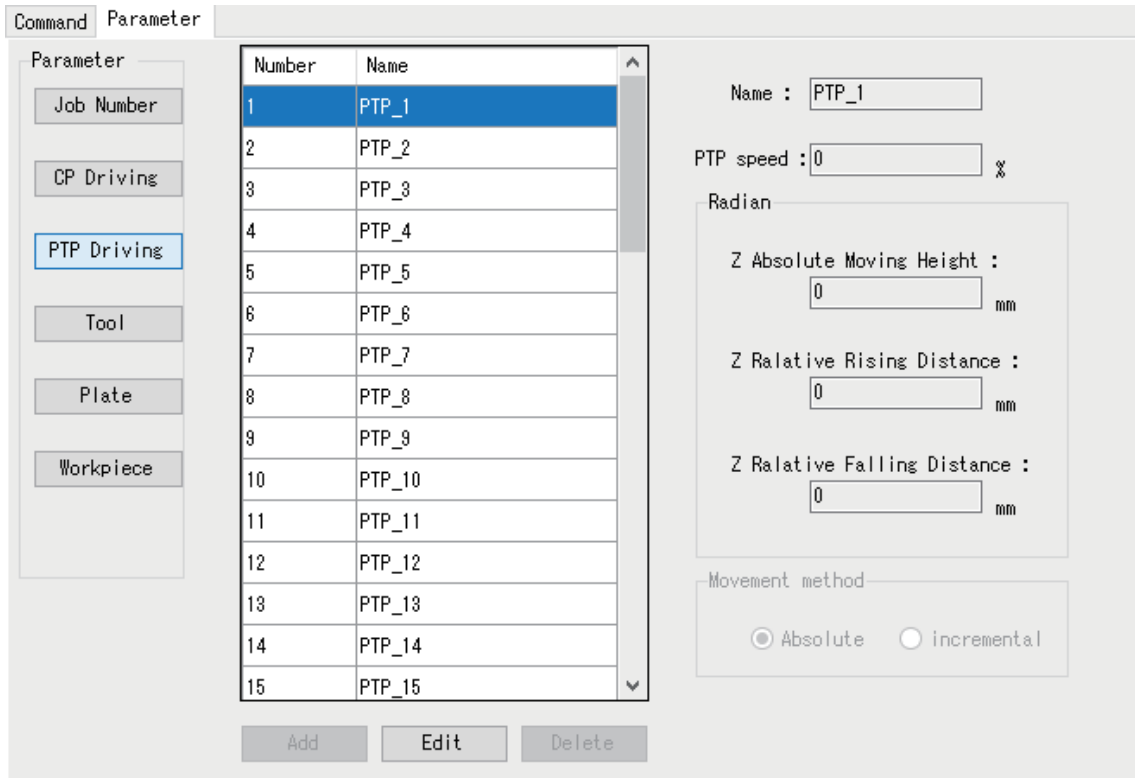 Command Parameter
Parameter
Job Number
CP Driving
PTP Driving
Tool
Plate
Workpiece
Number Name
1 PTP_1
2 PTP_2
3 PTP_3
4 PTP_4
5 PTP_5
6 PTP_6
7 PTP_7
8 PTP_8
9 PTP_9
10 PTP_10
11 PTP_11
12 PTP_12
13 PTP_13
14 PTP_14
15 PTP_15
Add Edit Delete
Name : PTP_1
PTP speed : 0 %
Radian
Z Absolute Moving Height :
0 mm
Z Ralative Rising Distance :
0 mm
Z Ralative Falling Distance :
0 mm
Movement method
Absolute incremental